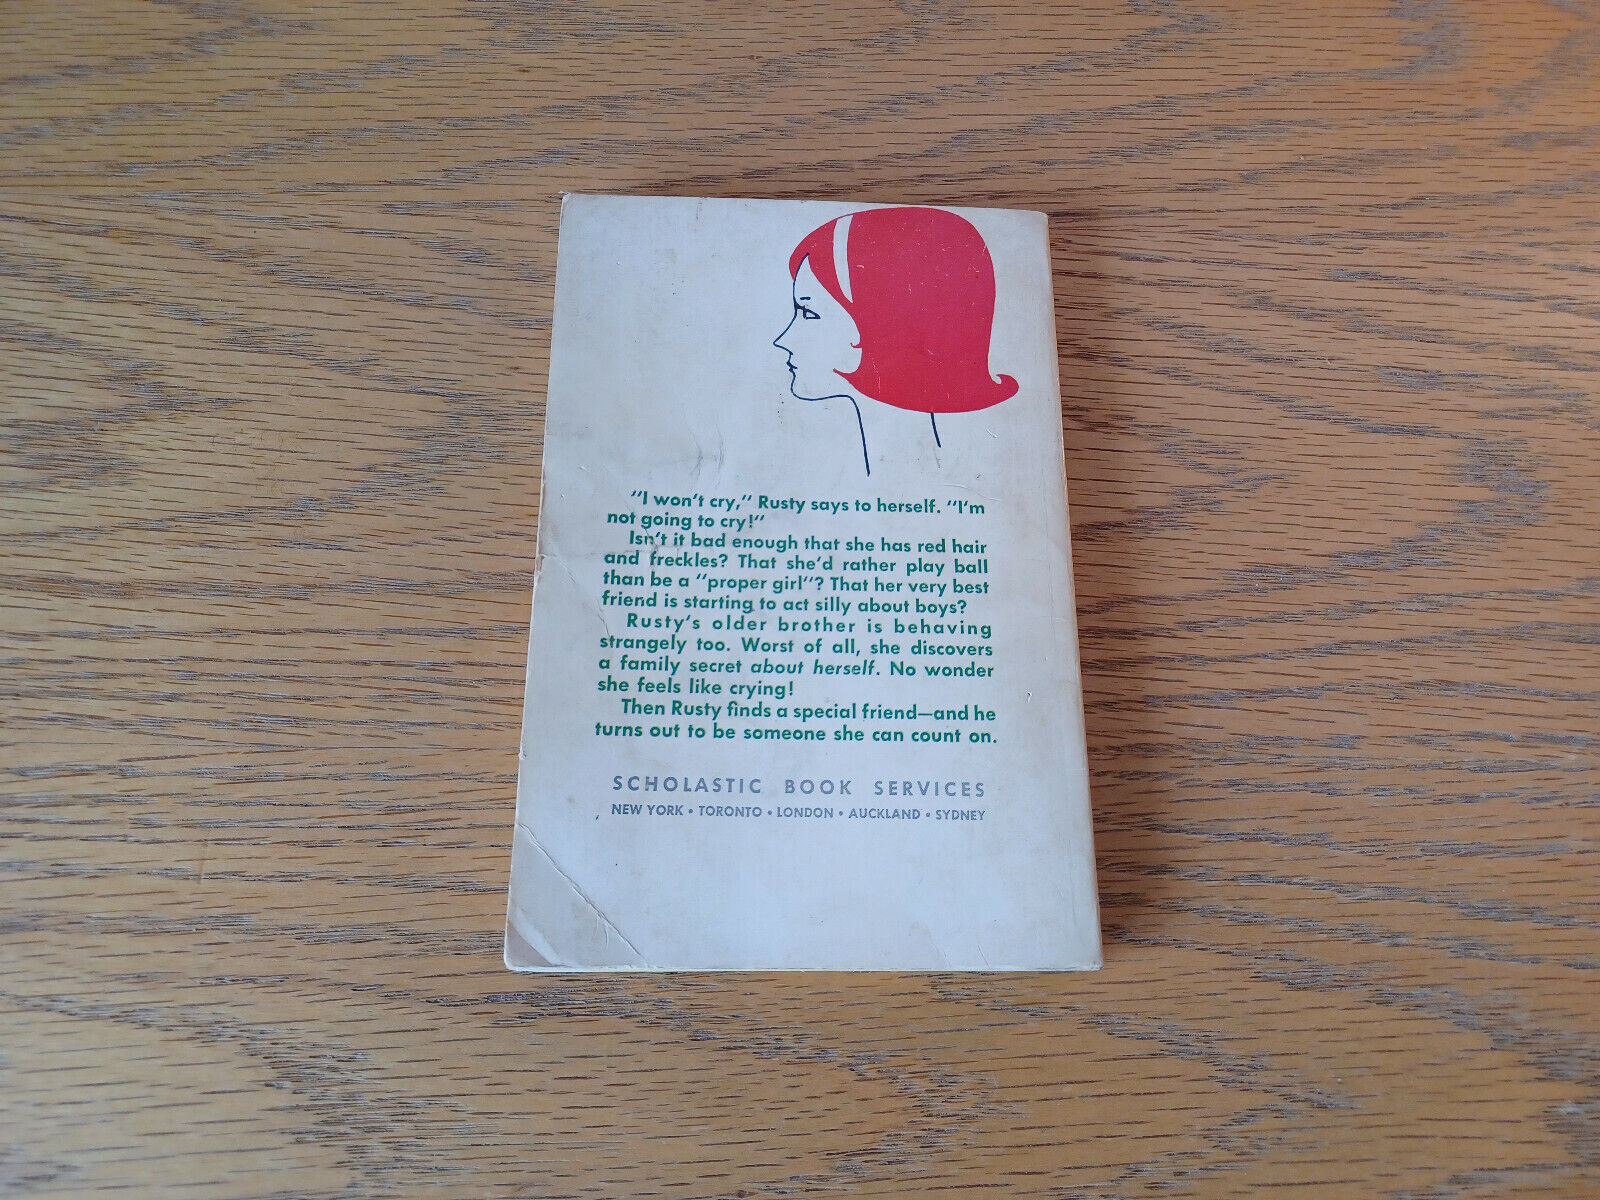 "I won't cry," Rusty says to herself. "I'm
not going to cry!"
Isn't it bad enough that she has red hair
and freckles? That she'd rather play ball
than be a "proper girl"? That her very best
friend is starting to act silly about boys?
Rusty's older brother is behaving
strangely too. Worst of all, she discovers
a family secret about herself. No wonder
she feels like crying!
Then Rusty finds a special friend—and he
turns out to be someone she can count on.
SCHOLASTIC BOOK SERVICES
NEW YORK • TORONTO • LONDON • AUCKLAND • SYDNEY